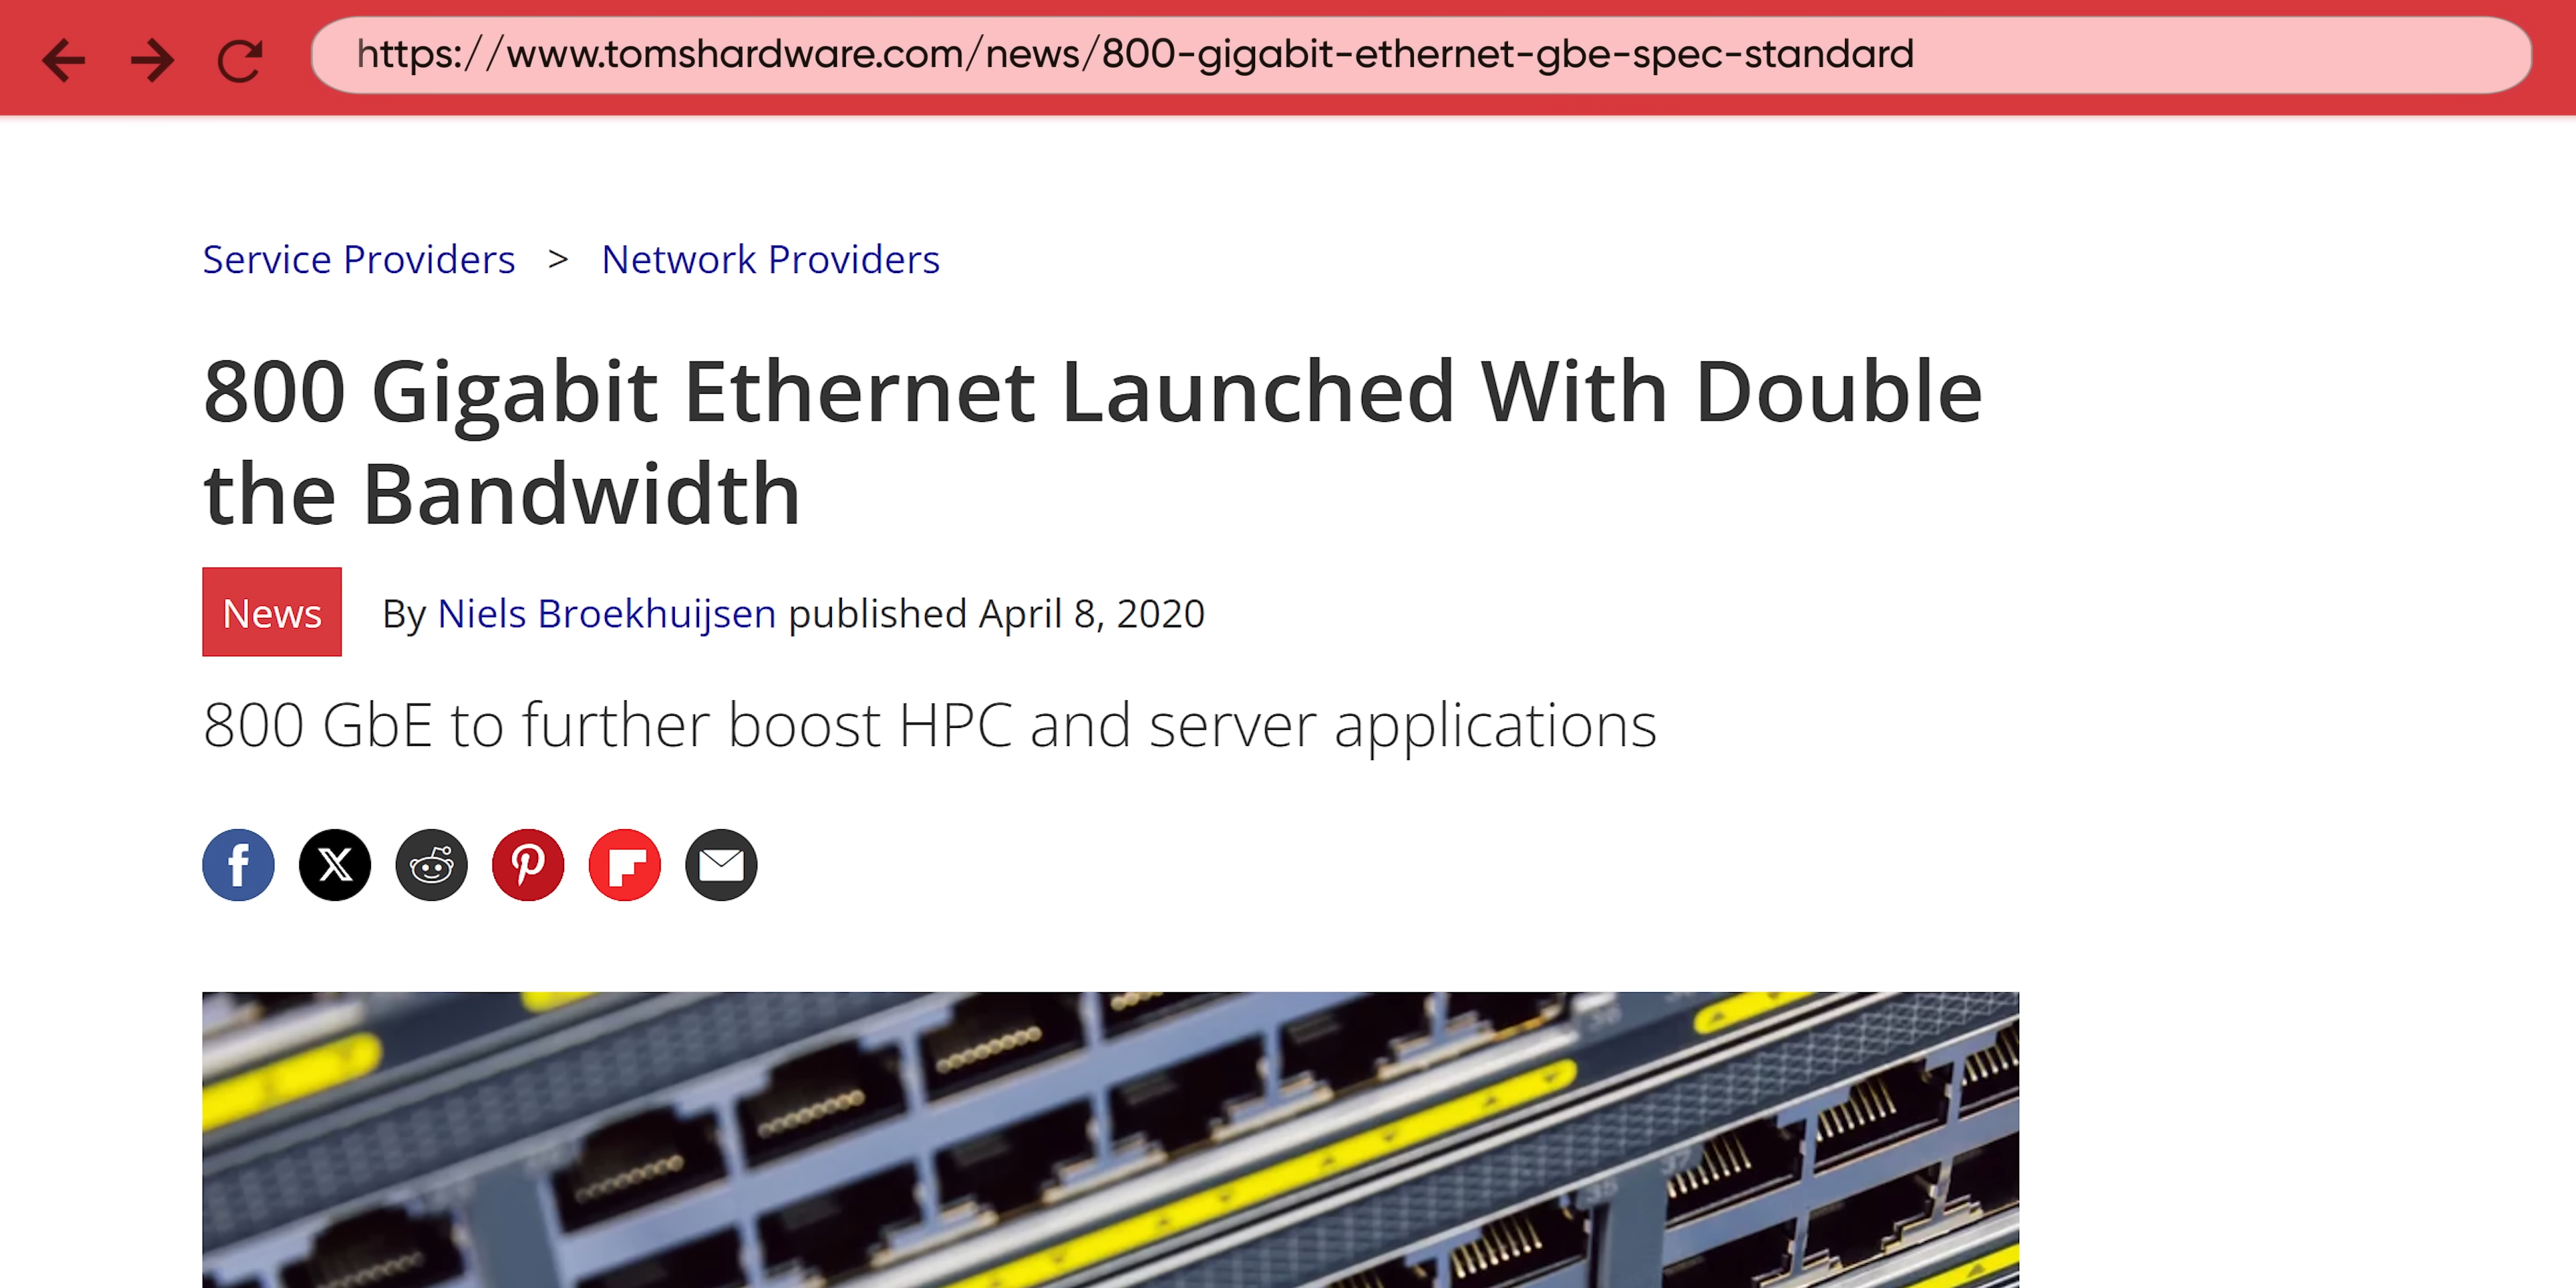 https://www.tomshardware.com/news/800-gigabit-ethernet-gbe-spec-standard
Service Providers > Network Providers
800 Gigabit Ethernet Launched With Double
the Bandwidth
News By Niels Broekhuijsen published April 8, 2020
800 GbE to further boost HPC and server applications